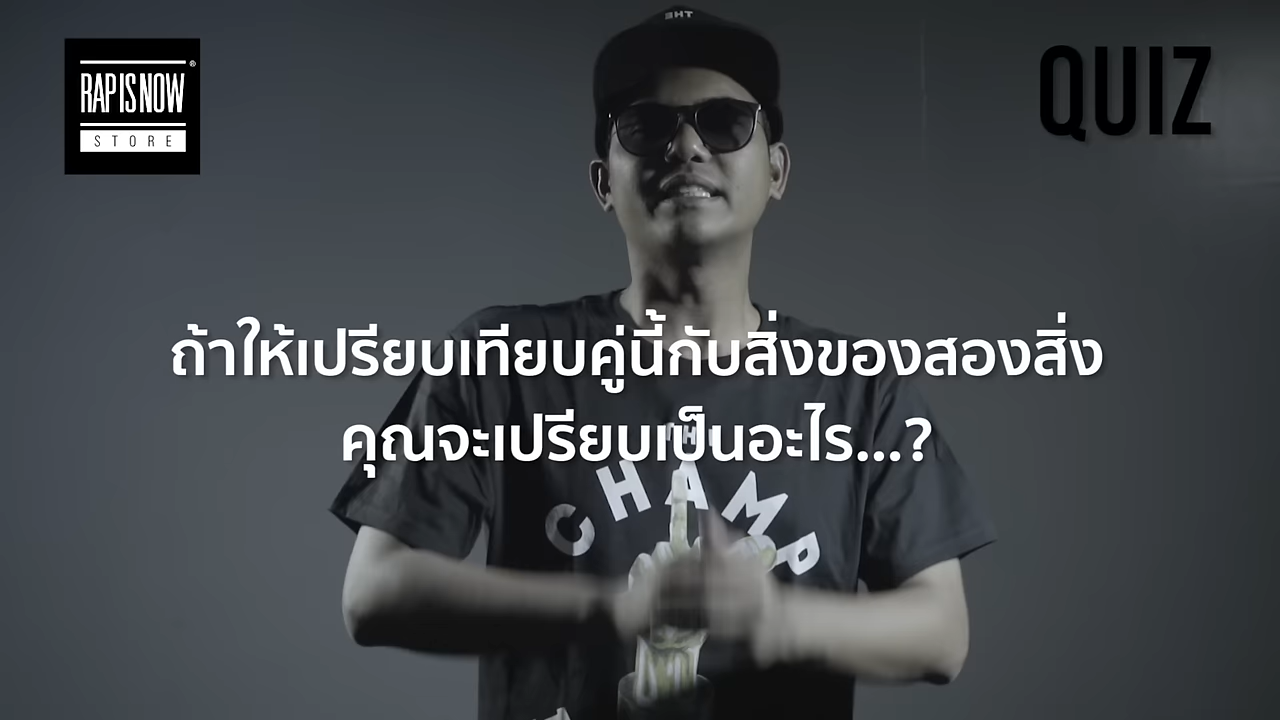 RAP IS NOW®
STORE
QUIZ
THE
ถ้าให้เปรียบเทียบคู่นี้กับสิ่งของสองสิ่ง
คุณจะเปรียบเป็นอะไร...?
CHAMP